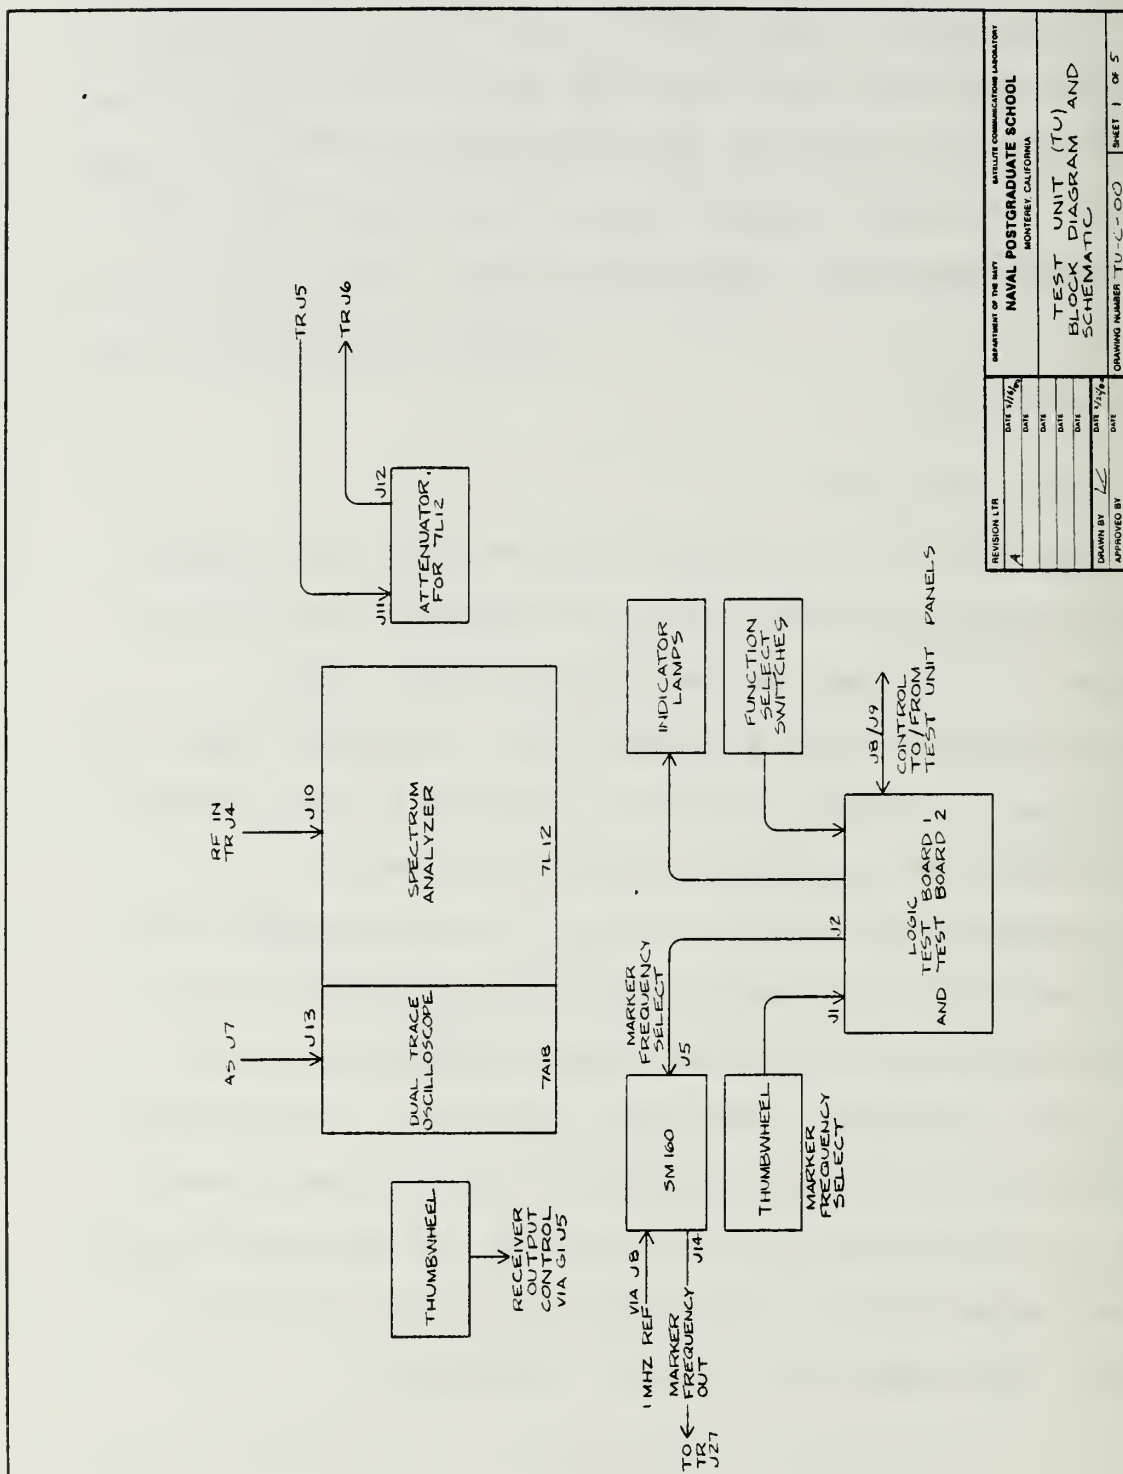 AS J7
J13
DUAL TRACE
OSCILLOSCOPE
7A18
RF IN
TR J4
J10
SPECTRUM
ANALYZER
7L12
TR J5
TR J6
J11
J12
ATTENUATOR
FOR 7L12
THUMBWHEEL
RECEIVER
OUTPUT
CONTROL
VIA G1 J5
1 MHZ REF
VIA J8
MARKER
FREQUENCY
OUT
TO
TR
J27
J14
SM 160
J5
MARKER
FREQUENCY
SELECT
THUMBWHEEL
MARKER
FREQUENCY
SELECT
J1
J2
LOGIC
AND TEST BOARD 1
TEST BOARD 2
INDICATOR
LAMPS
FUNCTION
SELECT
SWITCHES
J8/J9
CONTROL
TO/FROM
TEST UNIT PANELS
REVISION LTR
A
DATE
DATE
DATE
DATE
DATE
DRAWN BY LC
DATE
APPROVED BY
DATE
DEPARTMENT OF THE NAVY SATELLITE COMMUNICATIONS LABORATORY
NAVAL POSTGRADUATE SCHOOL
MONTEREY, CALIFORNIA
TEST UNIT (TU)
BLOCK DIAGRAM AND
SCHEMATIC
DRAWING NUMBER TU-C-00
SHEET 1 OF 5